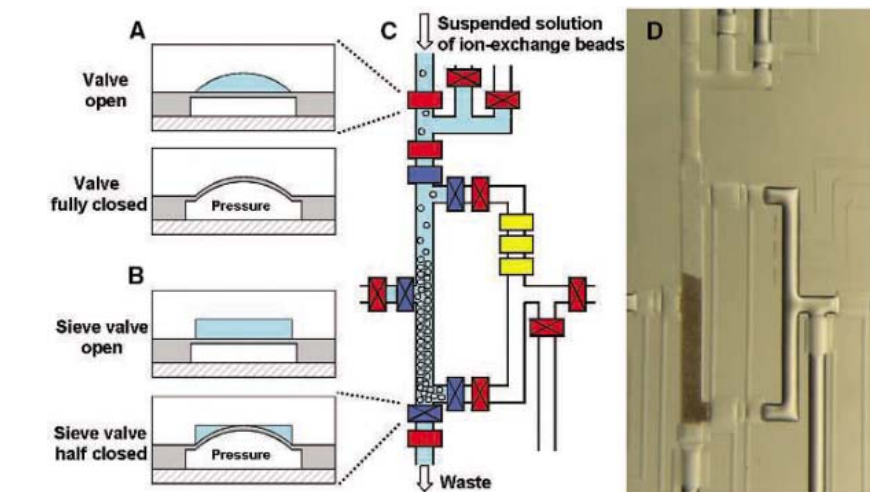 A
Valve
open
Valve
fully closed
Pressure
B
Sieve valve
open
Sieve valve
half closed
Pressure
C
Suspended solution
of ion-exchange beads
Waste
D